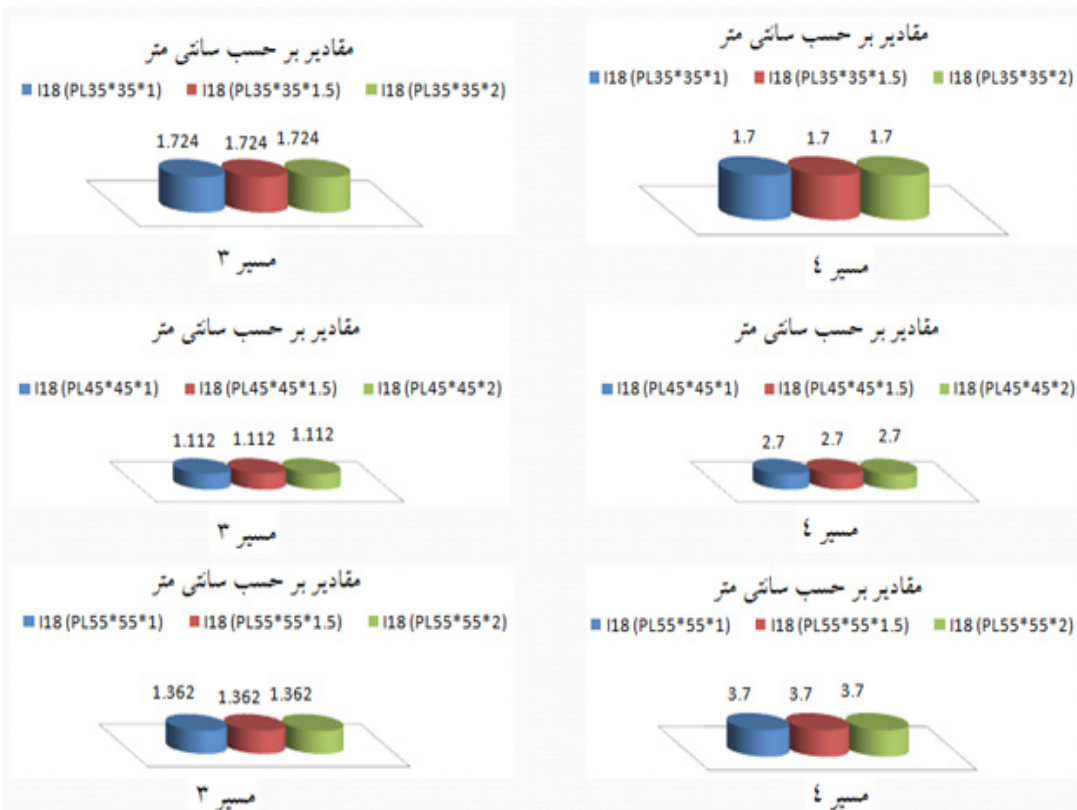 مقادیر بر حسب سانتی متر
I18 (PL35*35*1) I18 (PL35*35*1.5) I18 (PL35*35*2)
1.724 1.724 1.724
مسیر ۳
مقادیر بر حسب سانتی متر
I18 (PL35*35*1) I18 (PL35*35*1.5) I18 (PL35*35*2)
1.7 1.7 1.7
مسیر ٤
مقادیر بر حسب سانتی متر
I18 (PL45*45*1) I18 (PL45*45*1.5) I18 (PL45*45*2)
1.112 1.112 1.112
مسیر ۳
مقادیر بر حسب سانتی متر
I18 (PL45*45*1) I18 (PL45*45*1.5) I18 (PL45*45*2)
2.7 2.7 2.7
مسیر ٤
مقادیر بر حسب سانتی متر
I18 (PL55*55*1) I18 (PL55*55*1.5) I18 (PL55*55*2)
1.362 1.362 1.362
مسیر ۳
مقادیر بر حسب سانتی متر
I18 (PL55*55*1) I18 (PL55*55*1.5) I18 (PL55*55*2)
3.7 3.7 3.7
مسیر ٤